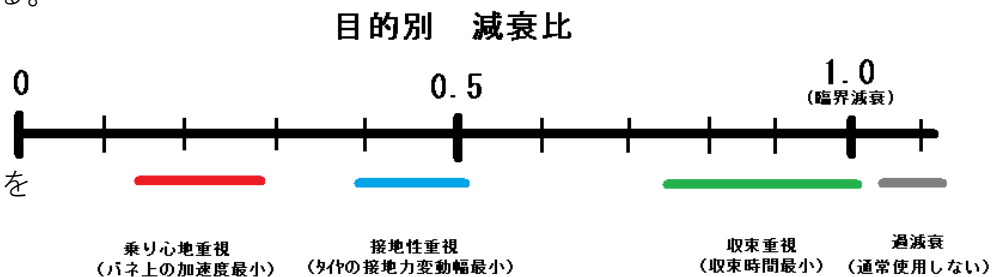 る。
目的別 減衰比
0
0.5
1.0
(臨界減衰)
を
乗り心地重視
(バネ上の加速度最小)
接地性重視
(タイヤの接地力変動幅最小)
収束重視
(収束時間最小)
過減衰
(通常使用しない)